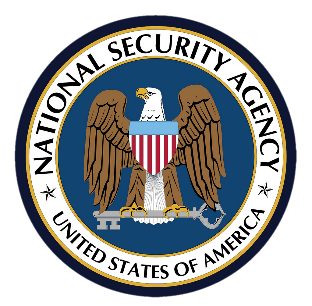 NATIONAL SECURITY AGENCY
UNITED STATES OF AMERICA